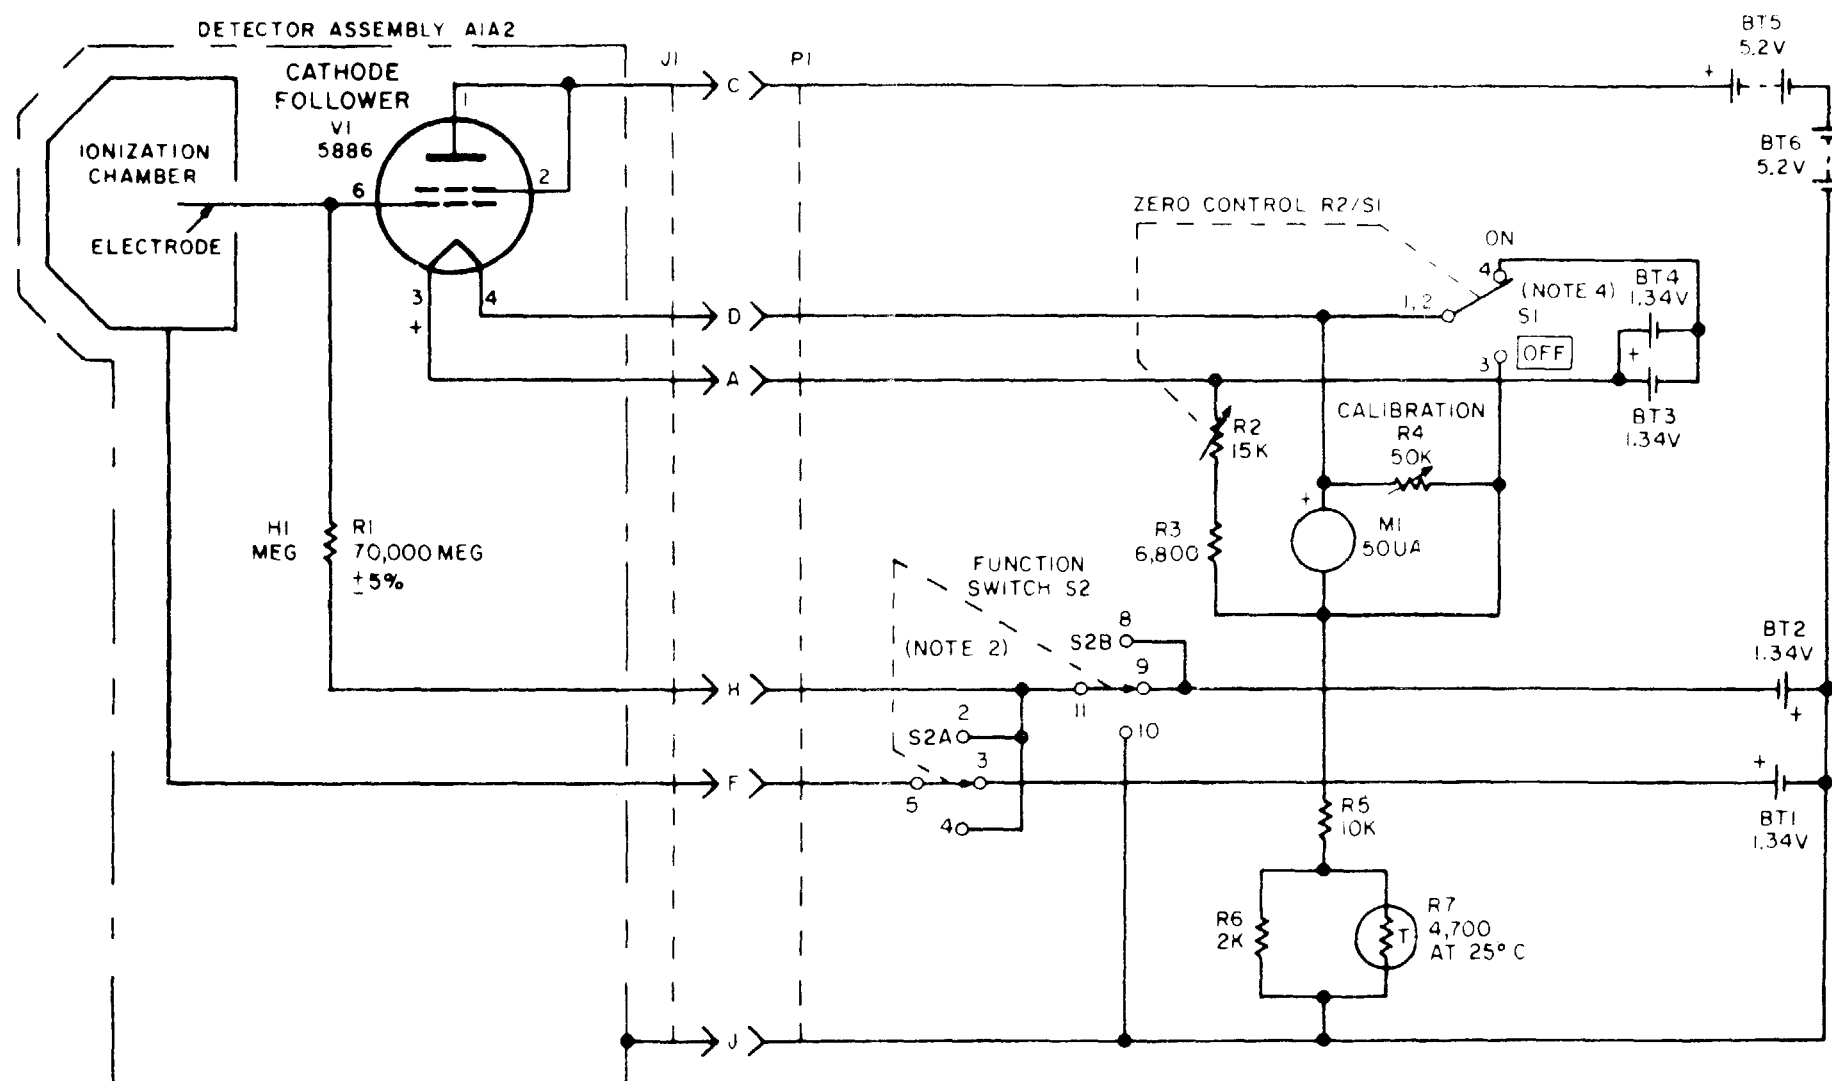 DETECTOR ASSEMBLY A1A2
CATHODE
FOLLOWER
V1
5886
1
2
6
3
+
4
IONIZATION
CHAMBER
ELECTRODE
HI
MEG
R1
70,000 MEG
±5%
J1
P1
C
D
A
H
F
J
BT5
5.2V
+
BT6
5.2V
ZERO CONTROL R2/S1
ON
4
1,2
(NOTE 4)
S1
3
OFF
BT4
1.34V
+
BT3
1.34V
R2
15K
R3
6,800
CALIBRATION
R4
50K
+
M1
50UA
FUNCTION
SWITCH S2
(NOTE 2)
S2B
8
9
11
10
S2A
2
3
5
4
BT2
1.34V
+
+
BT1
1.34V
R5
10K
R6
2K
R7
4,700
AT 25° C
T